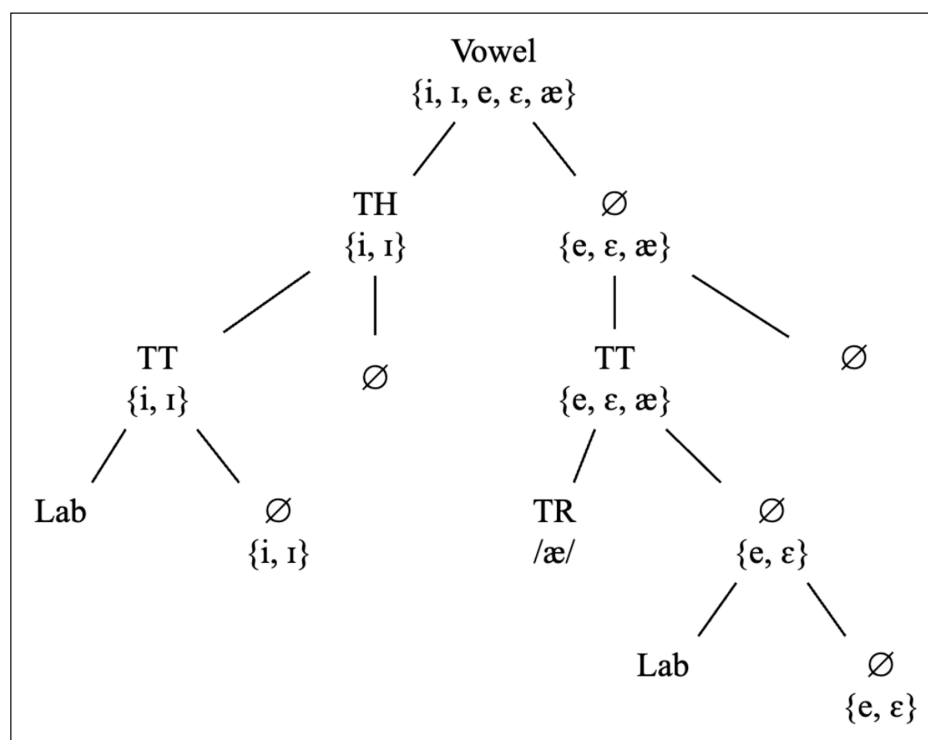 Vowel
{i, ɪ, e, ɛ, æ}
TH ∅
{i, ɪ} {e, ɛ, æ}
TT ∅ TT ∅
{i, ɪ} {e, ɛ, æ}
Lab ∅ TR ∅
{i, ɪ} /æ/ {e, ɛ}
Lab ∅
{e, ɛ}